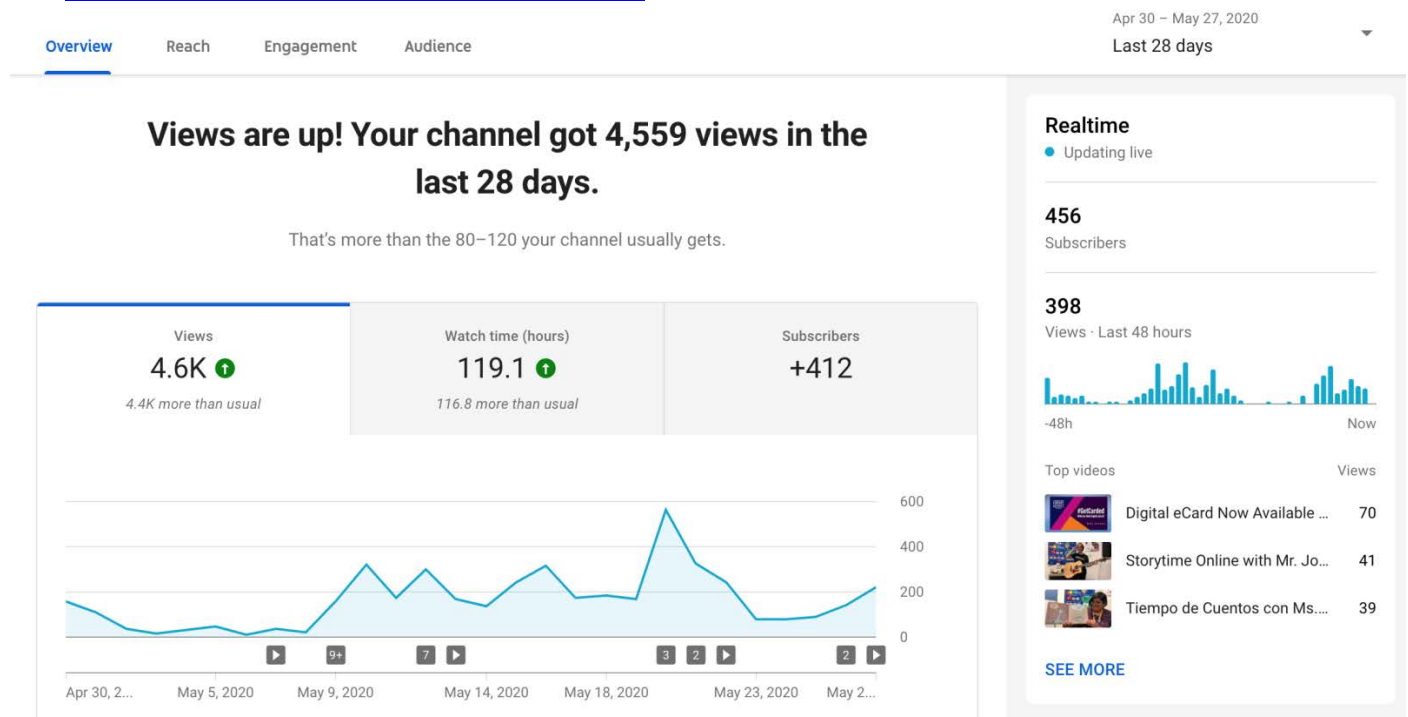 Overview Reach Engagement Audience
Apr 30 – May 27, 2020
Last 28 days
Views are up! Your channel got 4,559 views in the
last 28 days.
That's more than the 80–120 your channel usually gets.
Views
4.6K
4.4K more than usual
Watch time (hours)
119.1
116.8 more than usual
Subscribers
+412
600
400
200
0
9+ 7 3 2 2
Apr 30, 2... May 5, 2020 May 9, 2020 May 14, 2020 May 18, 2020 May 23, 2020 May 2...
Realtime
Updating live
456
Subscribers
398
Views · Last 48 hours
-48h Now
Top videos Views
#GetCarded
Digital eCard Now Available ... 70
Storytime Online with Mr. Jo... 41
Tiempo de Cuentos con Ms.... 39
SEE MORE